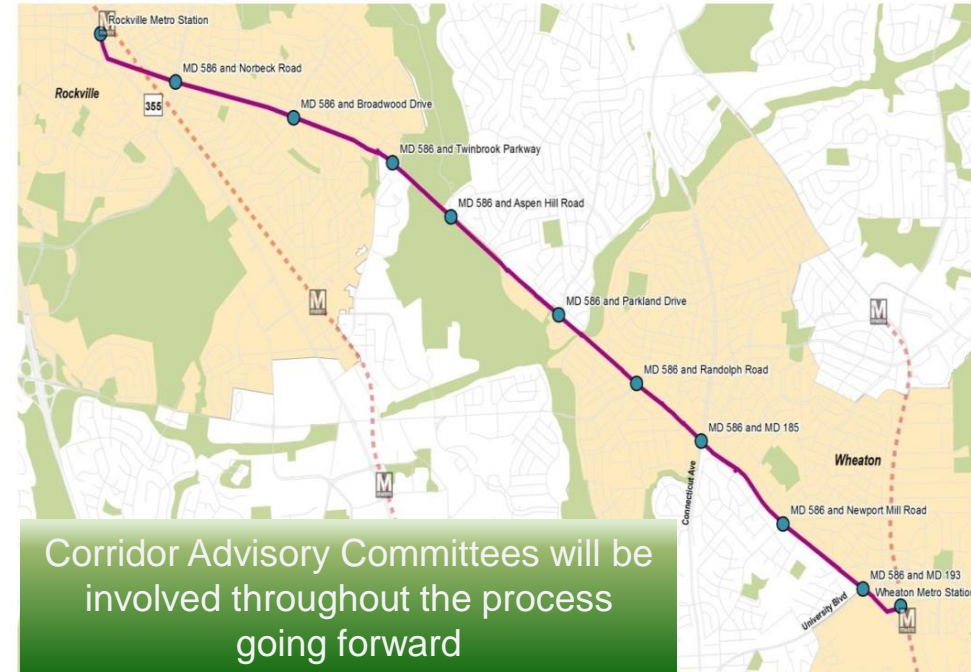 Rockville Metro Station
M
MD 586 and Norbeck Road
Rockville
355
MD 586 and Broadwood Drive
MD 586 and Twinbrook Parkway
MD 586 and Aspen Hill Road
M
MD 586 and Parkland Drive
M
MD 586 and Randolph Road
MD 586 and MD 185
Wheaton
Connecticut Ave
M
MD 586 and Newport Mill Road
MD 586 and MD 193
Wheaton Metro Station
University Blvd
M
Corridor Advisory Committees will be
involved throughout the process
going forward